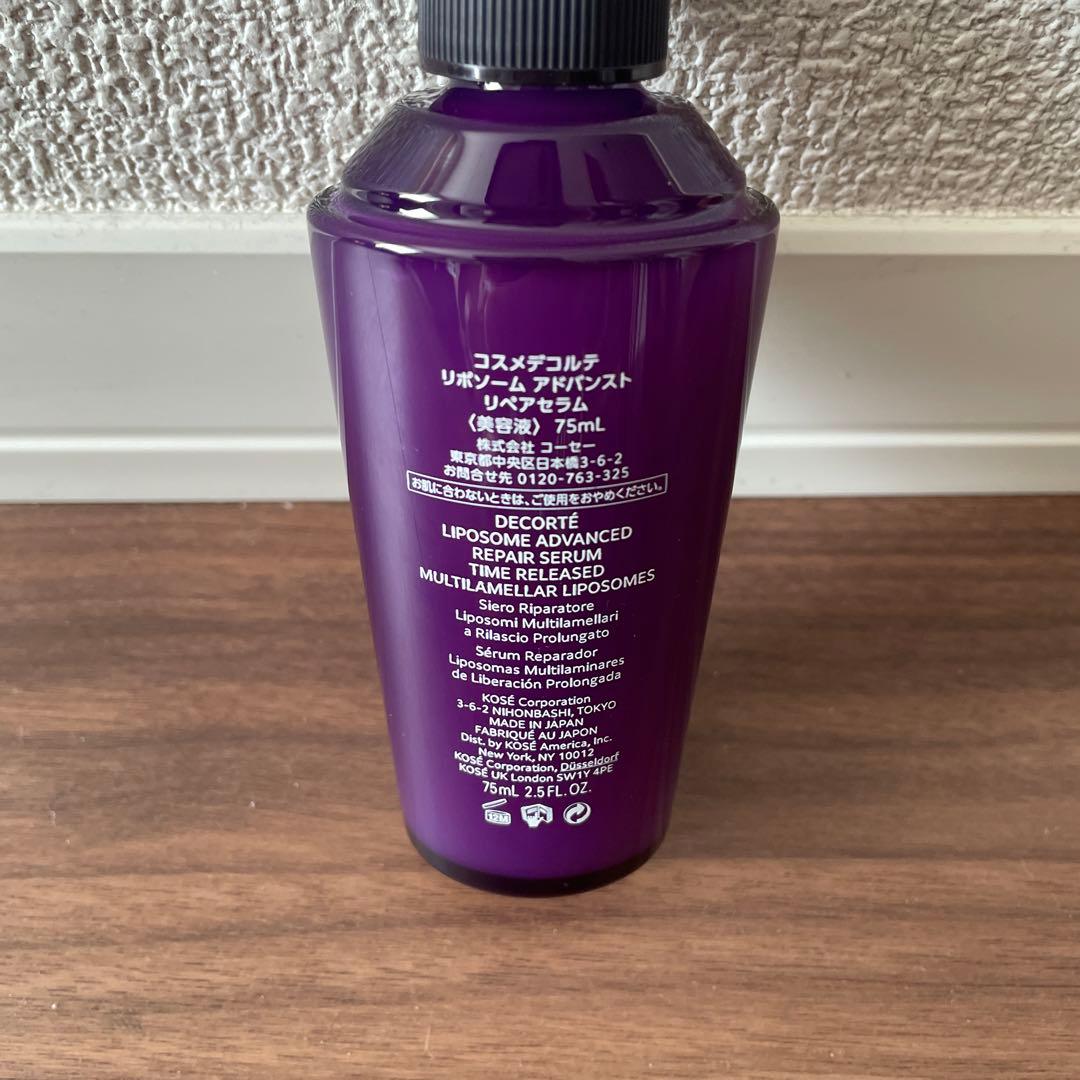 コスメデコルテ
リポソーム アドバンスト
リペアセラム
〈美容液〉 75mL
株式会社 コーセー
東京都中央区日本橋3-6-2
お問合せ先 0120-763-325
お肌に合わないときは、ご使用をおやめください。
DECORTÉ
LIPOSOME ADVANCED
REPAIR SERUM
TIME RELEASED
MULTILAMELLAR LIPOSOMES
Siero Riparatore
Liposomi Multilamellari
a Rilascio Prolungato
Sérum Reparador
Liposomas Multilaminares
de Liberación Prolongada
KOSÉ Corporation
3-6-2 NIHONBASHI, TOKYO
MADE IN JAPAN
FABRIQUÉ AU JAPON
Dist. by KOSÉ America, Inc.
New York, NY 10012
KOSÉ Corporation, Düsseldorf
KOSÉ UK London SW1Y 4PE
75mL 2.5 FL. OZ.
12M